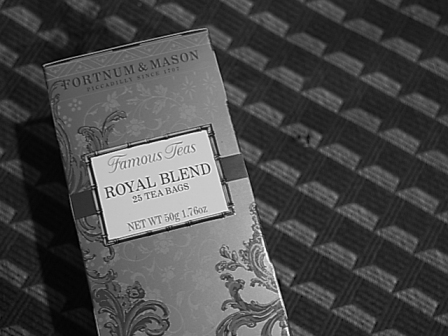 FORTNUM & MASON
PICCADILLY SINCE 1707
Famous Teas
ROYAL BLEND
25 TEA BAGS
NET WT 50g 1.76oz